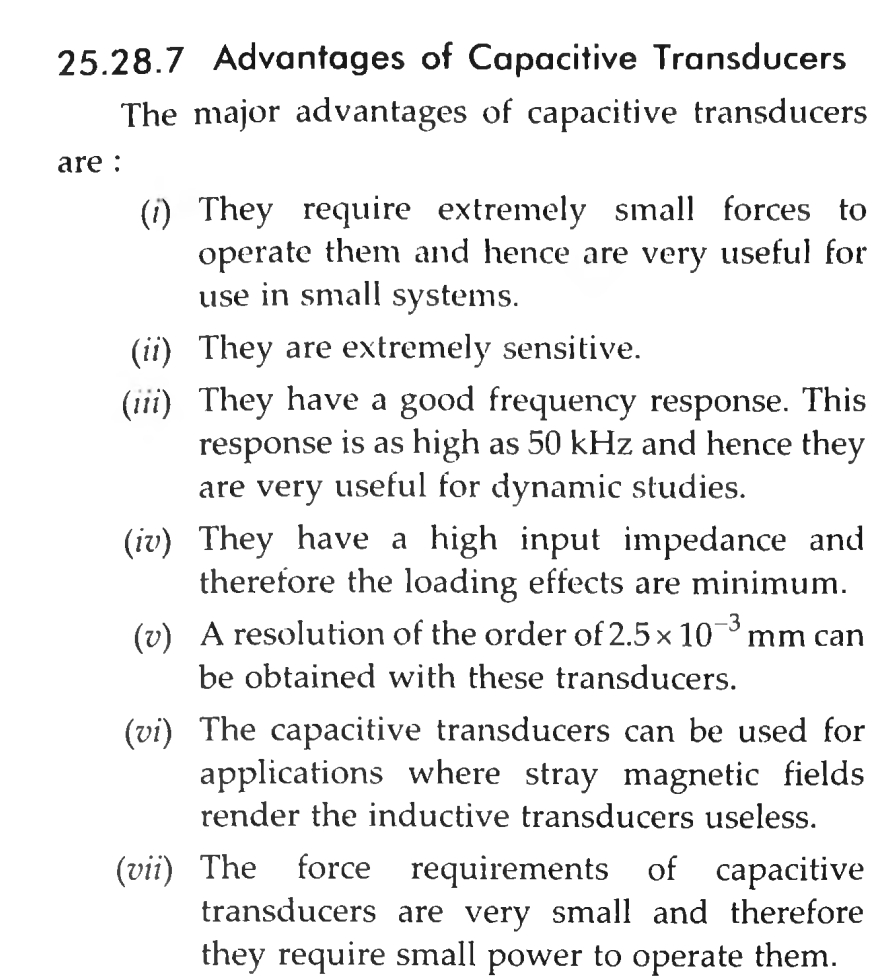 25.28.7 Advantages of Capacitive Transducers
The major advantages of capacitive transducers
are :
(i) They require extremely small forces to
operate them and hence are very useful for
use in small systems.
(ii) They are extremely sensitive.
(iii) They have a good frequency response. This
response is as high as 50 kHz and hence they
are very useful for dynamic studies.
(iv) They have a high input impedance and
therefore the loading effects are minimum.
(v) A resolution of the order of 2.5 × 10⁻³ mm can
be obtained with these transducers.
(vi) The capacitive transducers can be used for
applications where stray magnetic fields
render the inductive transducers useless.
(vii) The force requirements of capacitive
transducers are very small and therefore
they require small power to operate them.